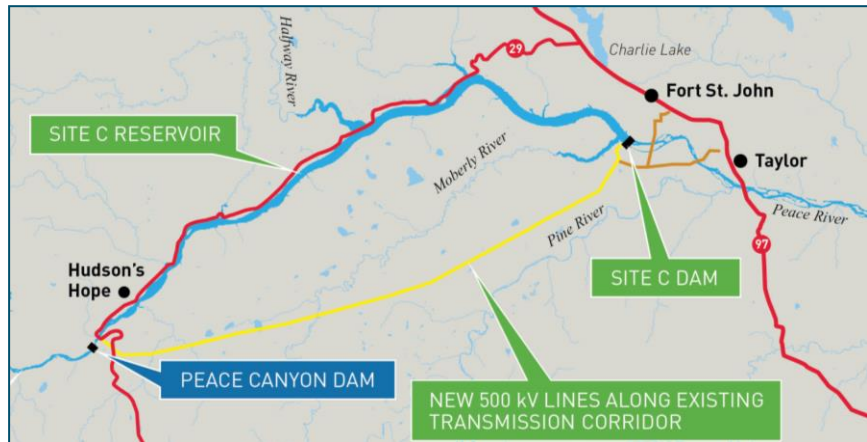 Halfway River
29
Charlie Lake
Fort St. John
SITE C RESERVOIR
Moberly River
Taylor
Pine River
Peace River
97
Hudson's
Hope
SITE C DAM
PEACE CANYON DAM
NEW 500 kV LINES ALONG EXISTING
TRANSMISSION CORRIDOR